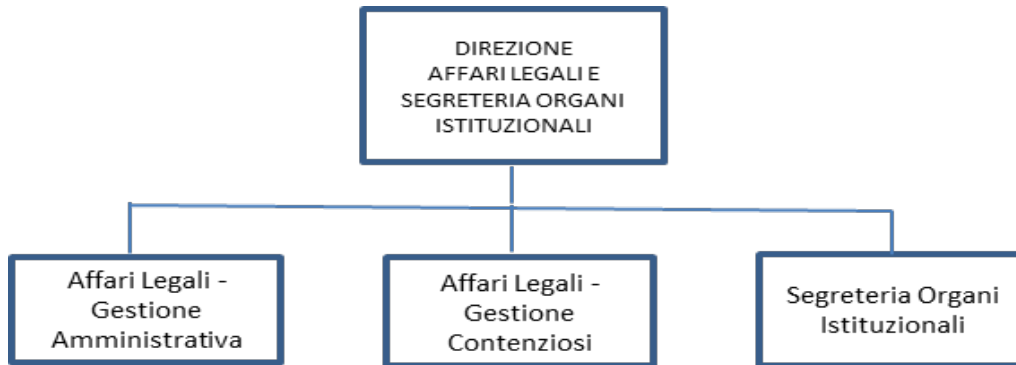 DIREZIONE
AFFARI LEGALI E
SEGRETERIA ORGANI
ISTITUZIONALI
Affari Legali -
Gestione
Amministrativa
Affari Legali -
Gestione
Contenziosi
Segreteria Organi
Istituzionali